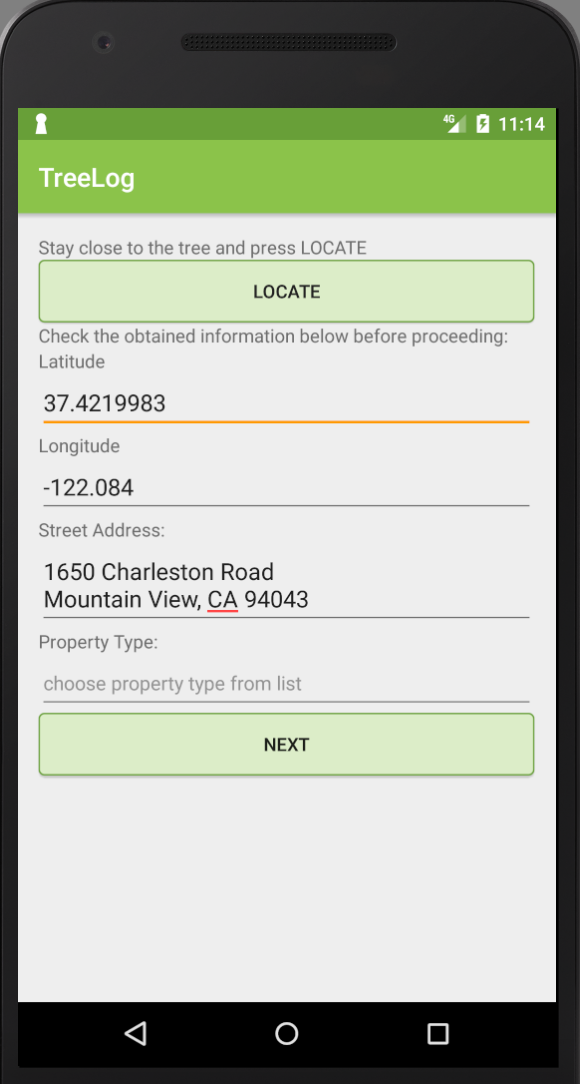 4G 11:14
TreeLog
Stay close to the tree and press LOCATE
LOCATE
Check the obtained information below before proceeding:
Latitude
37.4219983
Longitude
-122.084
Street Address:
1650 Charleston Road
Mountain View, CA 94043
Property Type:
choose property type from list
NEXT